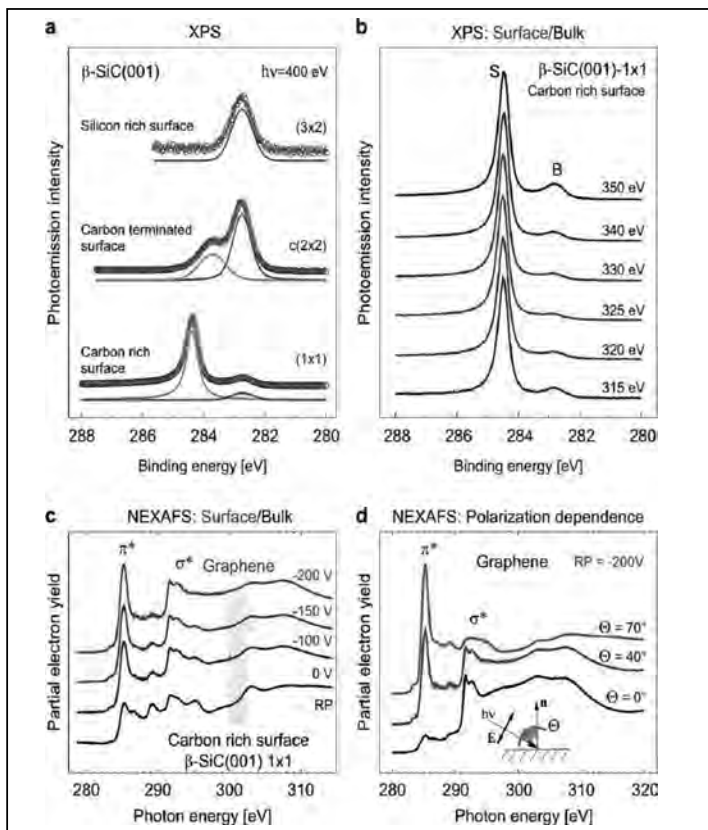 a
XPS
β-SiC(001)
hν=400 eV
Silicon rich surface
(3x2)
Carbon terminated
surface
c(2x2)
Carbon rich
surface
(1x1)
Photoemission intensity
288 286 284 282 280
Binding energy [eV]
b
XPS: Surface/Bulk
S
β-SiC(001)-1x1
Carbon rich surface
B
350 eV
340 eV
330 eV
325 eV
320 eV
315 eV
Photoemission intensity
288 286 284 282 280
Binding energy [eV]
c
NEXAFS: Surface/Bulk
π*
σ*
Graphene
-200 V
-150 V
-100 V
0 V
RP
Carbon rich surface
β-SiC(001) 1x1
Partial electron yield
280 290 300 310
Photon energy [eV]
d
NEXAFS: Polarization dependence
π*
Graphene
RP = -200V
σ*
Θ = 70°
Θ = 40°
Θ = 0°
n
hν
Θ
E
Partial electron yield
280 290 300 310 320
Photon energy [eV]